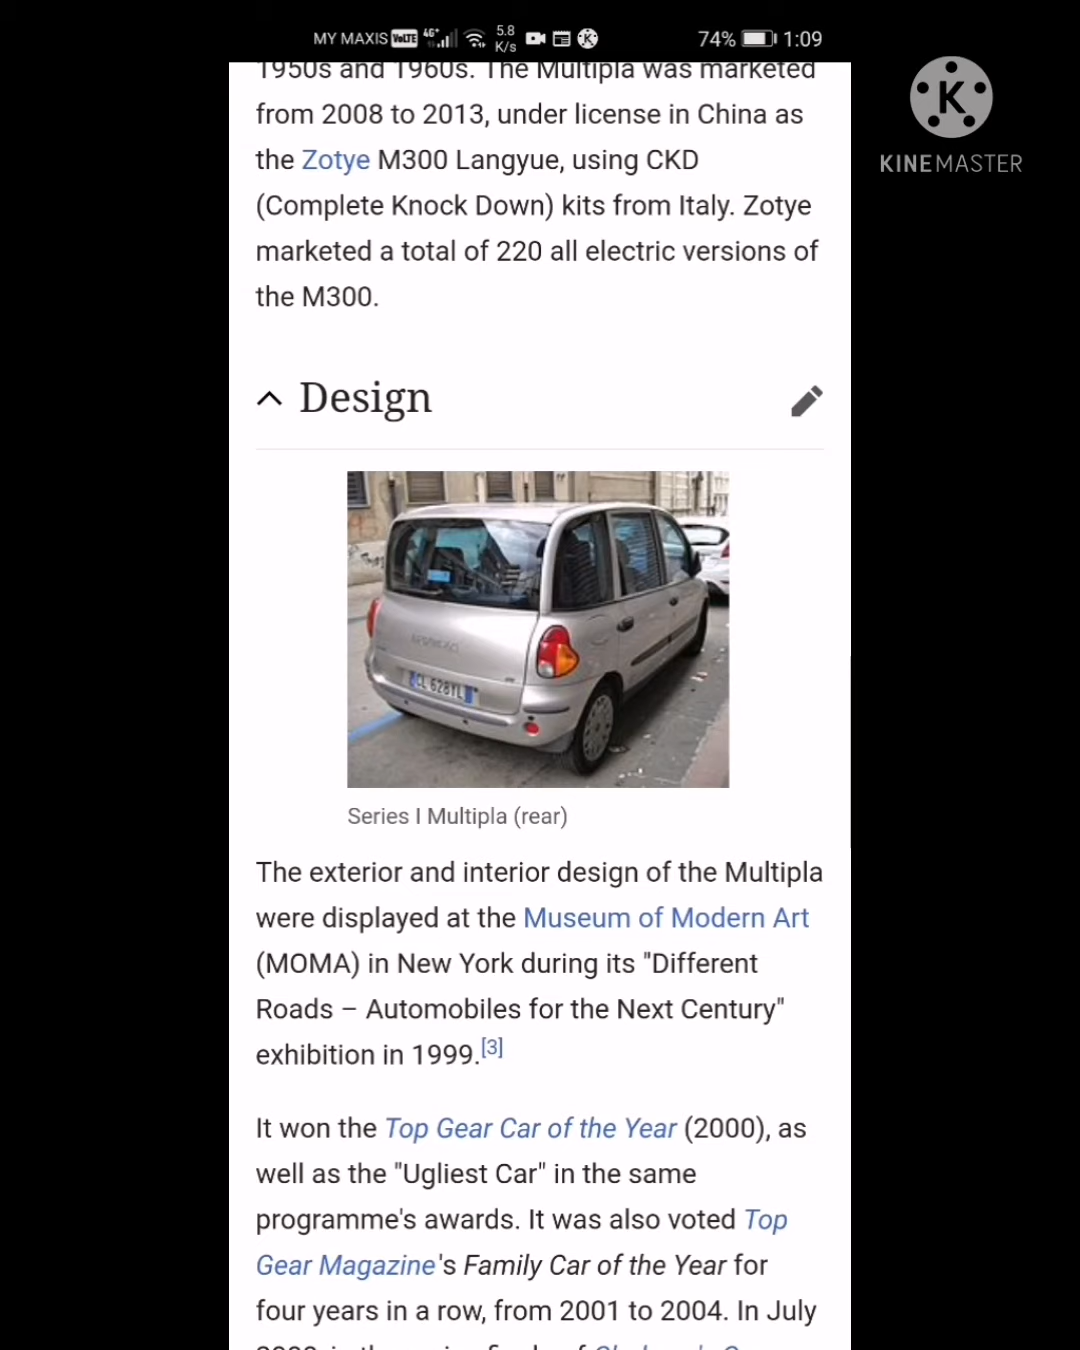 MY MAXIS VoLTE 4G+ 5.8 K/s K 74% 1:09
K
KINEMASTER
1950s and 1960s. The Multipla was marketed
from 2008 to 2013, under license in China as
the Zotye M300 Langyue, using CKD
(Complete Knock Down) kits from Italy. Zotye
marketed a total of 220 all electric versions of
the M300.
Design
CL 628YL
Series I Multipla (rear)
The exterior and interior design of the Multipla
were displayed at the Museum of Modern Art
(MOMA) in New York during its "Different
Roads – Automobiles for the Next Century"
exhibition in 1999.[3]
It won the Top Gear Car of the Year (2000), as
well as the "Ugliest Car" in the same
programme's awards. It was also voted Top
Gear Magazine's Family Car of the Year for
four years in a row, from 2001 to 2004. In July